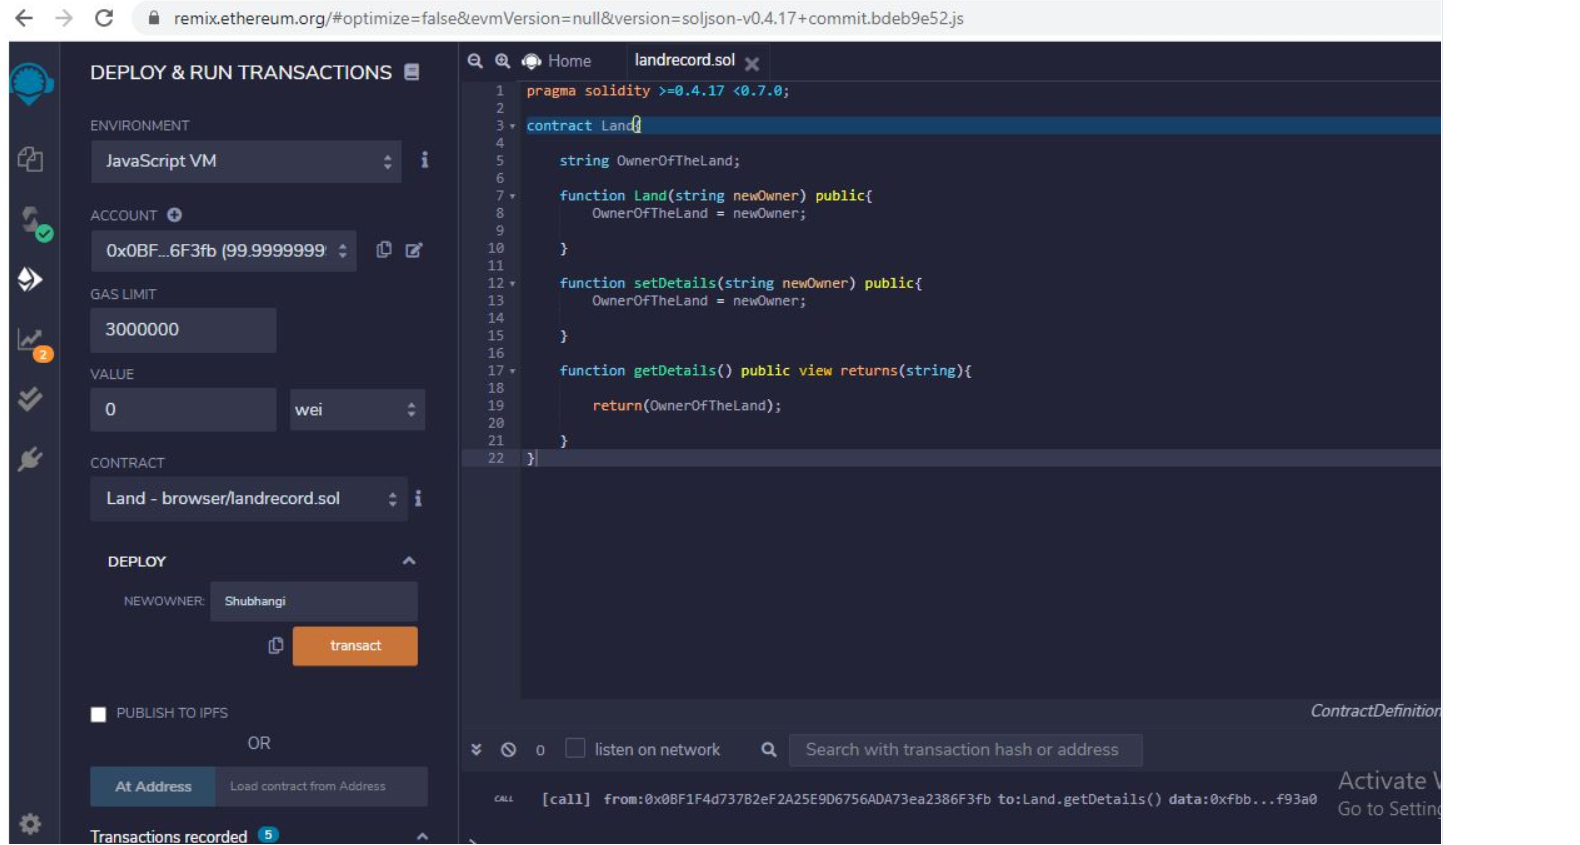 remix.ethereum.org/#optimize=false&evmVersion=null&version=soljson-v0.4.17+commit.bdeb9e52.js
DEPLOY & RUN TRANSACTIONS
ENVIRONMENT
JavaScript VM
ACCOUNT
0x0BF...6F3fb (99.9999999
GAS LIMIT
3000000
2
VALUE
0
wei
CONTRACT
Land - browser/landrecord.sol
DEPLOY
NEWOWNER:
Shubhangi
transact
PUBLISH TO IPFS
OR
At Address
Load contract from Address
Transactions recorded 5
Home
landrecord.sol
1 pragma solidity >=0.4.17 <0.7.0;
2
3 contract Land{
4
5 string OwnerOfTheLand;
6
7 function Land(string newOwner) public{
8 OwnerOfTheLand = newOwner;
9
10 }
11
12 function setDetails(string newOwner) public{
13 OwnerOfTheLand = newOwner;
14
15 }
16
17 function getDetails() public view returns(string){
18
19 return(OwnerOfTheLand);
20
21 }
22 }
ContractDefinition
0
listen on network
Search with transaction hash or address
CALL
[call] from:0x0BF1F4d737B2eF2A25E9D6756ADA73ea2386F3fb to:Land.getDetails() data:0xfbb...f93a0
>
Activate
Go to Setting